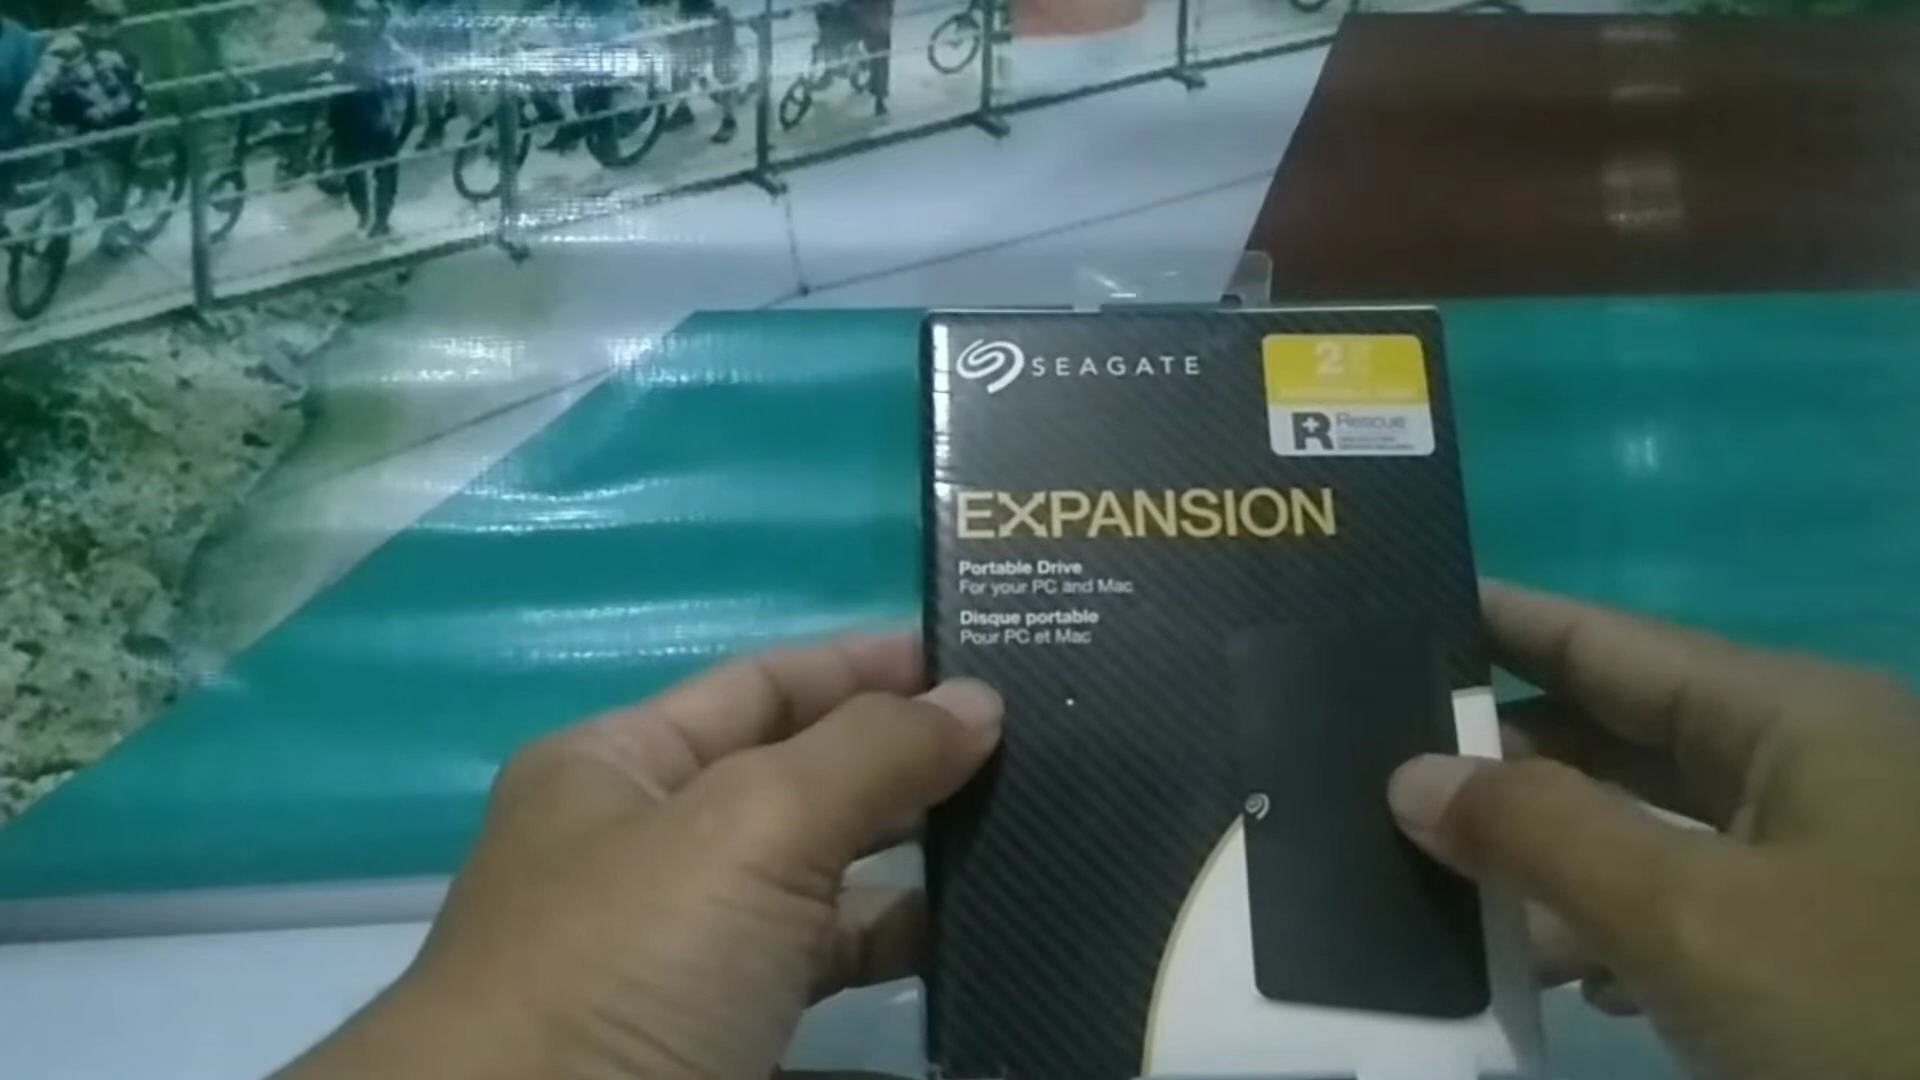 SEAGATE
2
Rescue
EXPANSION
Portable Drive
For your PC and Mac
Disque portable
Pour PC et Mac